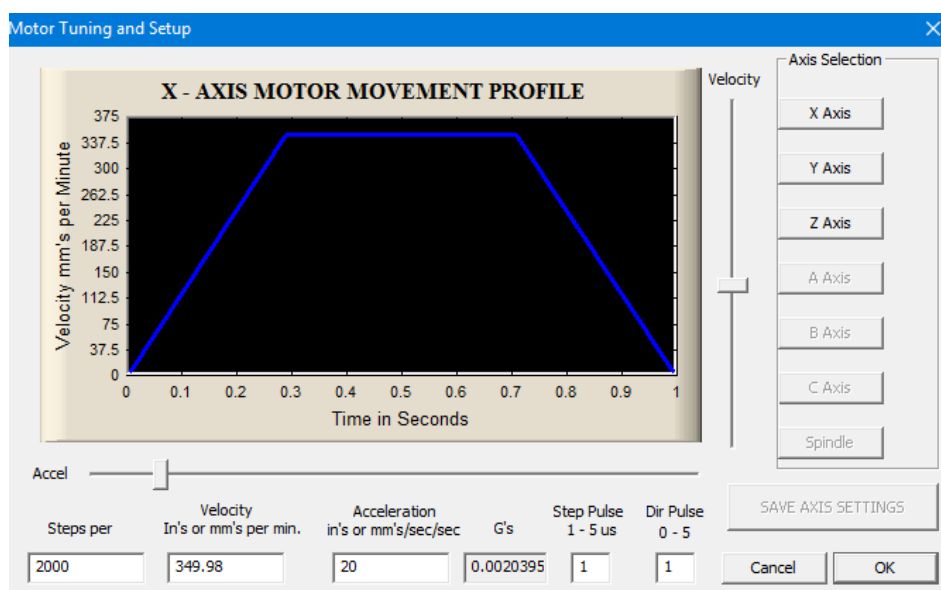 Motor Tuning and Setup
X - AXIS MOTOR MOVEMENT PROFILE
Velocity mm's per Minute
375
337.5
300
262.5
225
187.5
150
112.5
75
37.5
0
0 0.1 0.2 0.3 0.4 0.5 0.6 0.7 0.8 0.9 1
Time in Seconds
Velocity
Axis Selection
X Axis
Y Axis
Z Axis
A Axis
B Axis
C Axis
Spindle
Accel
Steps per
Velocity
In's or mm's per min.
Acceleration
in's or mm's/sec/sec
G's
Step Pulse
1 - 5 us
Dir Pulse
0 - 5
2000
349.98
20
0.0020395
1
1
SAVE AXIS SETTINGS
Cancel
OK